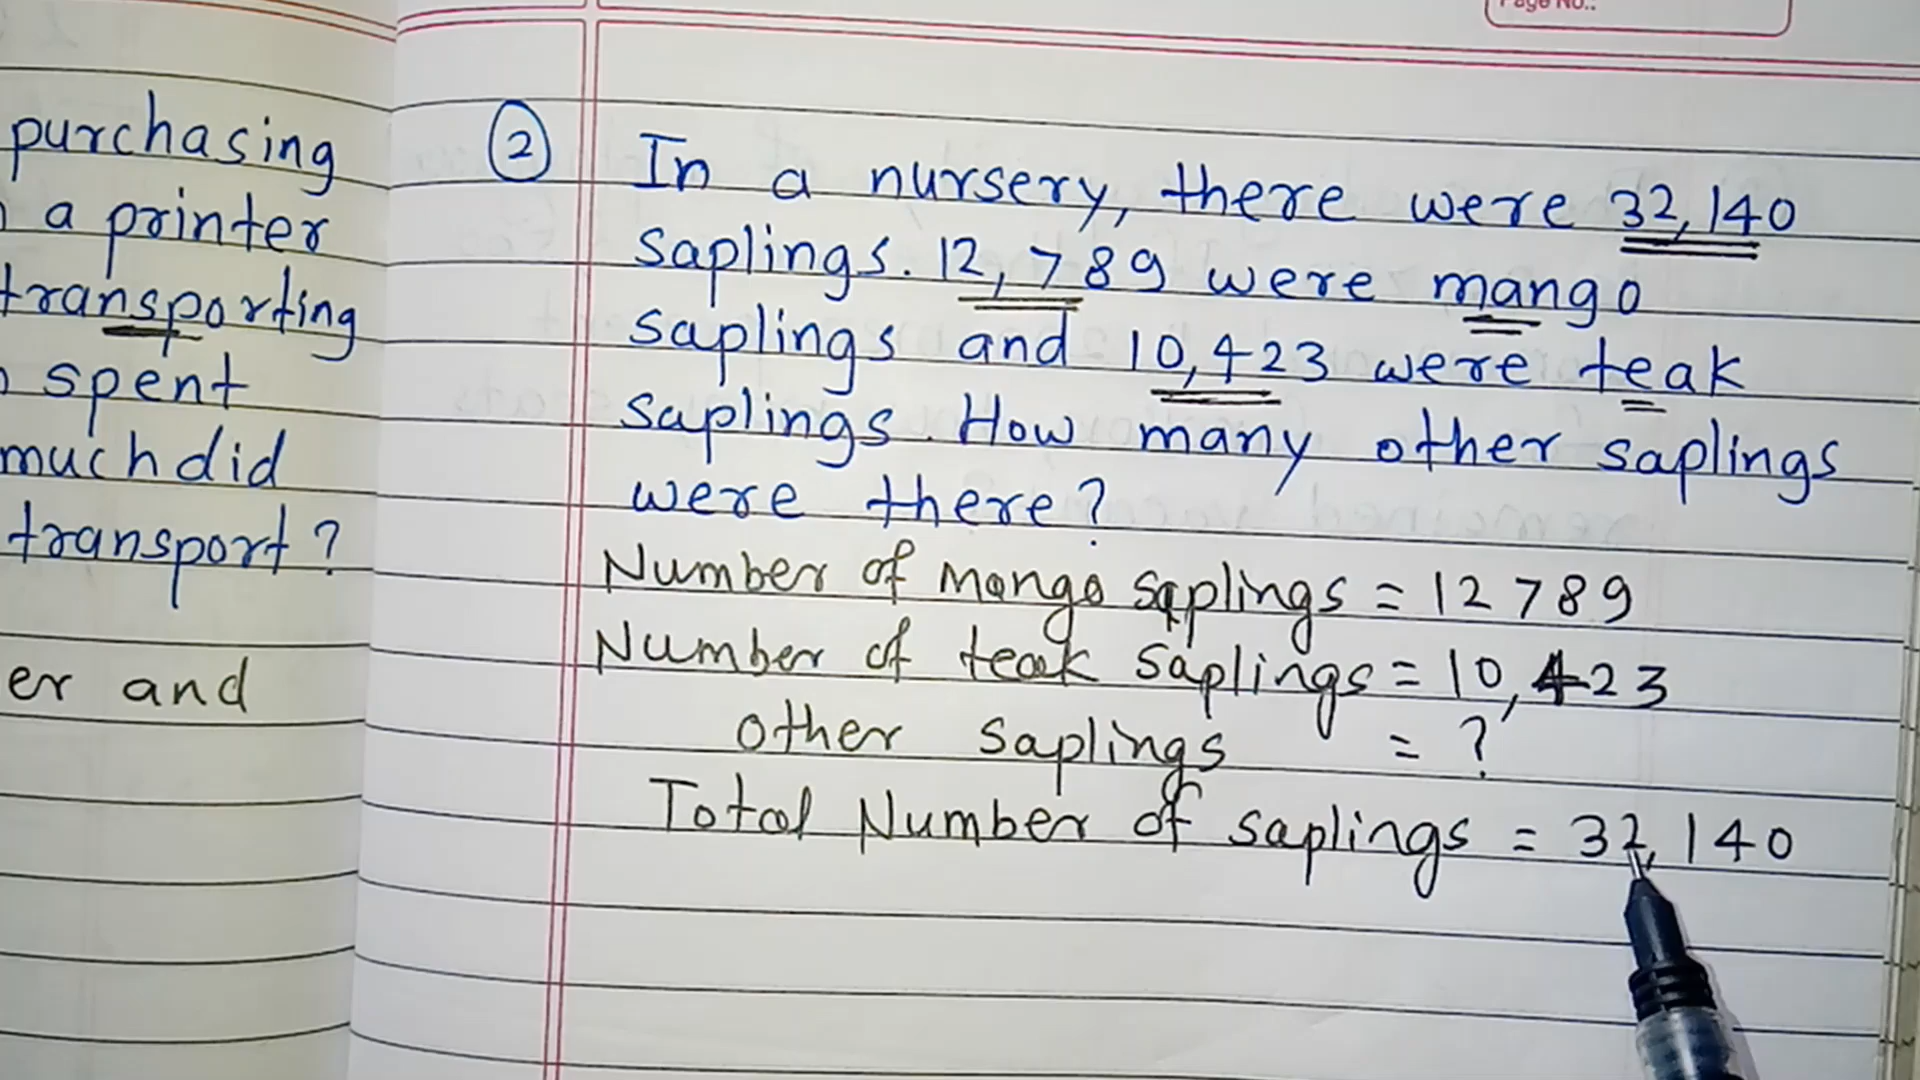 Page No.:
purchasing
a printer
transporting
spent
much did
transport?
er and
② In a nursery, there were 32,140
saplings. 12,789 were mango
saplings and 10,423 were teak
saplings. How many other saplings
were there?
Number of Mango saplings = 12789
Number of teak saplings = 10,423
other saplings = ?
Total Number of saplings = 32,140